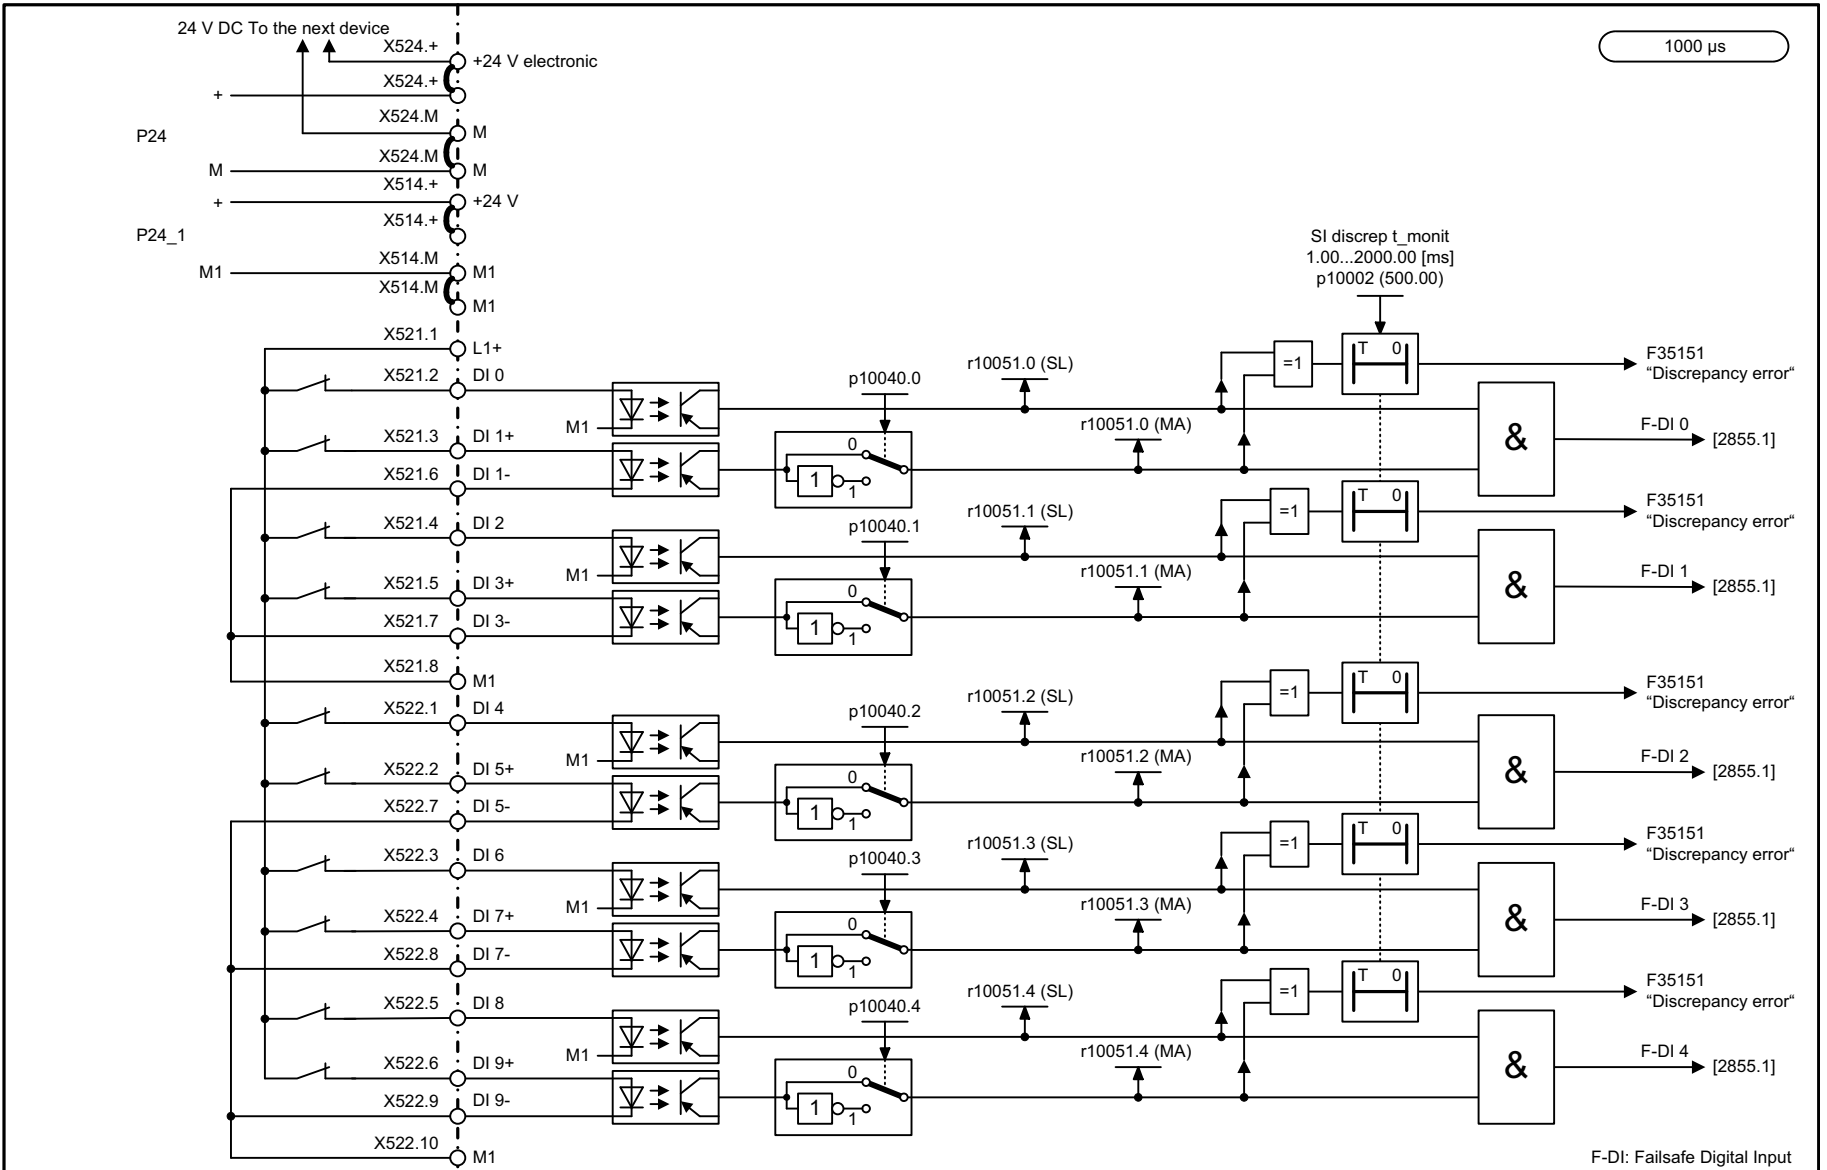 24 V DC To the next device
1000 µs
X524.+
+24 V electronic
X524.+
+
X524.M
M
P24
X524.M
M
M
X514.+
+
+24 V
X514.+
P24_1
X514.M
M1
M1
X514.M
M1
SI discrep t_monit
1.00...2000.00 [ms]
p10002 (500.00)
X521.1
L1+
X521.2
DI 0
M1
p10040.0
r10051.0 (SL)
=1
T 0
F35151
"Discrepancy error“
X521.3
DI 1+
0
1
1
r10051.0 (MA)
&
F-DI 0
[2855.1]
X521.6
DI 1-
X521.4
DI 2
M1
p10040.1
r10051.1 (SL)
=1
T 0
F35151
"Discrepancy error“
X521.5
DI 3+
0
1
1
r10051.1 (MA)
&
F-DI 1
[2855.1]
X521.7
DI 3-
X521.8
M1
X522.1
DI 4
M1
p10040.2
r10051.2 (SL)
=1
T 0
F35151
"Discrepancy error“
X522.2
DI 5+
0
1
1
r10051.2 (MA)
&
F-DI 2
[2855.1]
X522.7
DI 5-
X522.3
DI 6
M1
p10040.3
r10051.3 (SL)
=1
T 0
F35151
"Discrepancy error“
X522.4
DI 7+
0
1
1
r10051.3 (MA)
&
F-DI 3
[2855.1]
X522.8
DI 7-
X522.5
DI 8
M1
p10040.4
r10051.4 (SL)
=1
T 0
F35151
"Discrepancy error“
X522.6
DI 9+
0
1
1
r10051.4 (MA)
&
F-DI 4
[2855.1]
X522.9
DI 9-
X522.10
M1
F-DI: Failsafe Digital Input